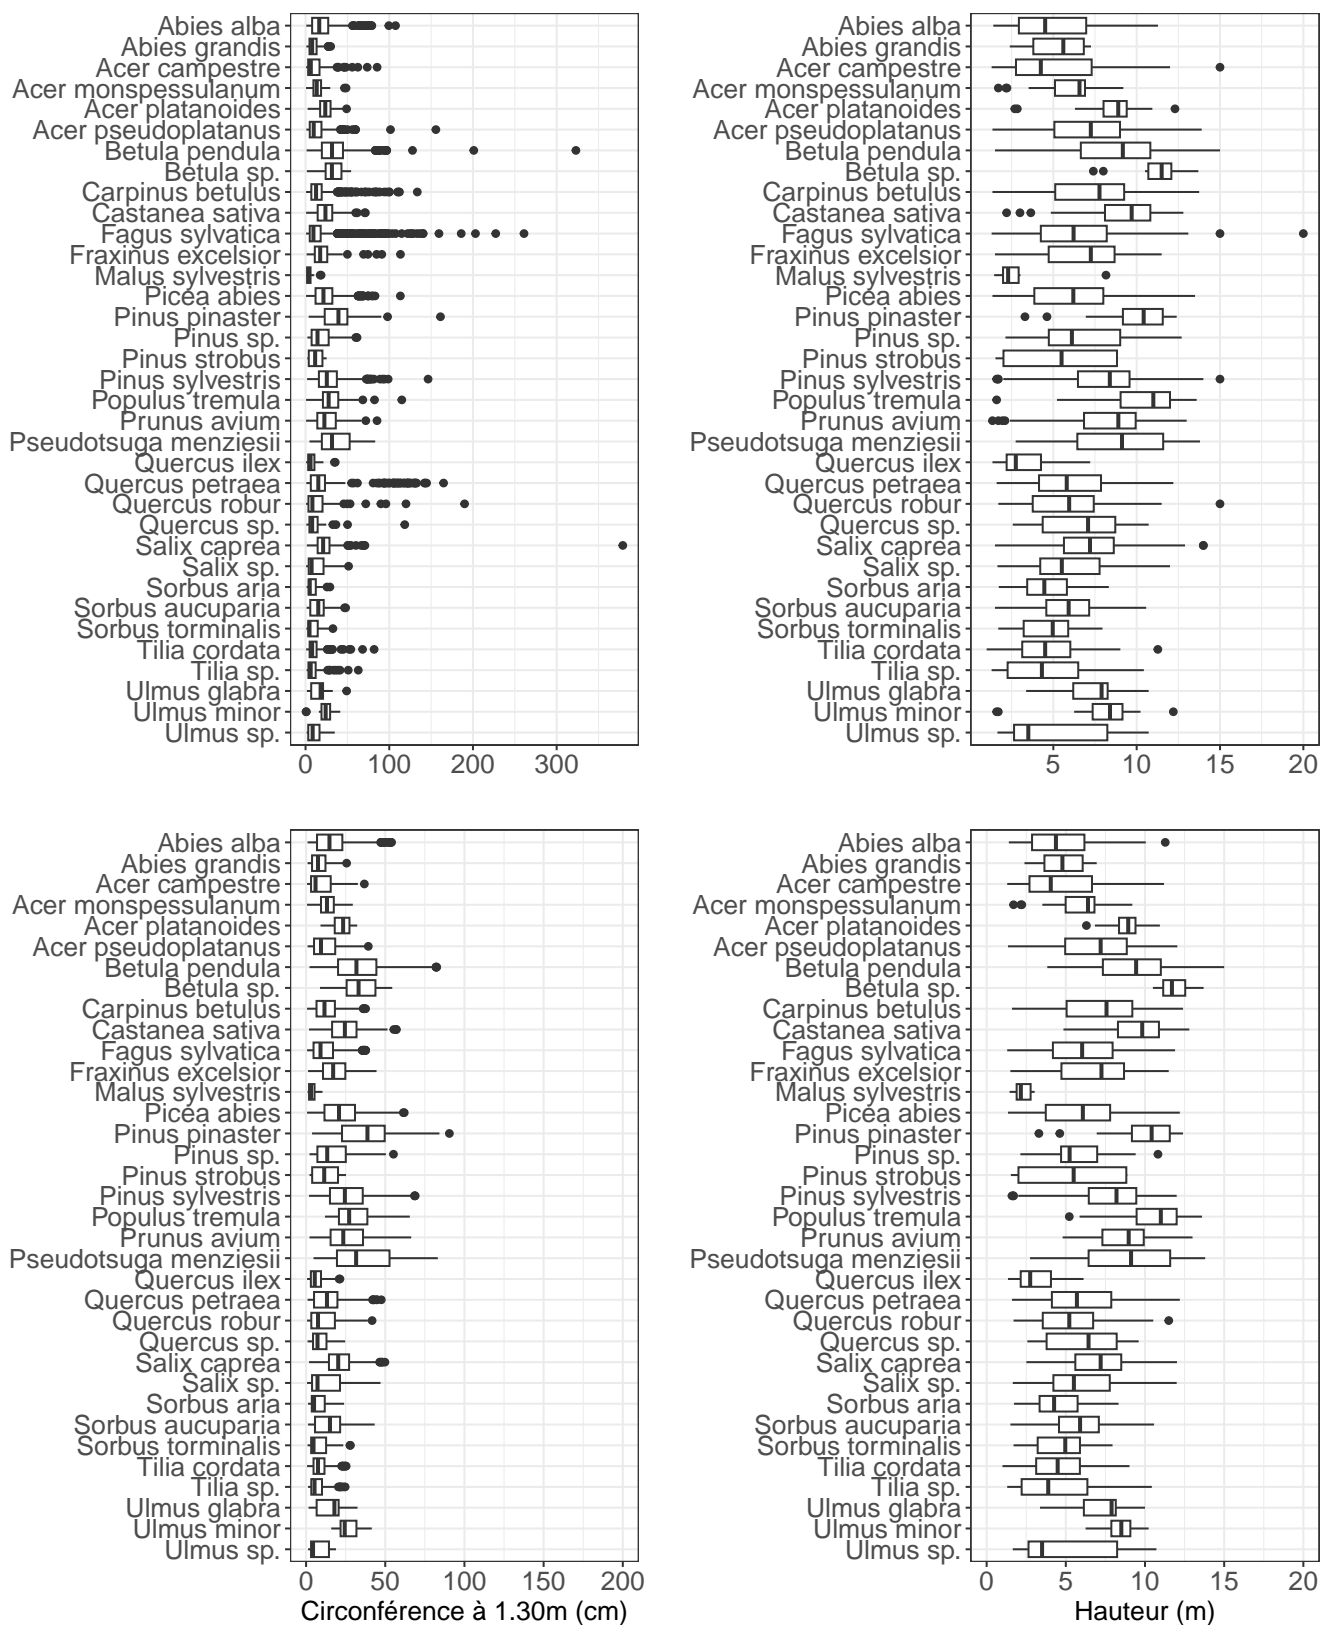 Abies alba
Abies grandis
Acer campestre
Acer monspessulanum
Acer platanoides
Acer pseudoplatanus
Betula pendula
Betula sp.
Carpinus betulus
Castanea sativa
Fagus sylvatica
Fraxinus excelsior
Malus sylvestris
Picea abies
Pinus pinaster
Pinus sp.
Pinus strobus
Pinus sylvestris
Populus tremula
Prunus avium
Pseudotsuga menziesii
Quercus ilex
Quercus petraea
Quercus robur
Quercus sp.
Salix caprea
Salix sp.
Sorbus aria
Sorbus aucuparia
Sorbus torminalis
Tilia cordata
Tilia sp.
Ulmus glabra
Ulmus minor
Ulmus sp.
0 100 200 300
Abies alba
Abies grandis
Acer campestre
Acer monspessulanum
Acer platanoides
Acer pseudoplatanus
Betula pendula
Betula sp.
Carpinus betulus
Castanea sativa
Fagus sylvatica
Fraxinus excelsior
Malus sylvestris
Picea abies
Pinus pinaster
Pinus sp.
Pinus strobus
Pinus sylvestris
Populus tremula
Prunus avium
Pseudotsuga menziesii
Quercus ilex
Quercus petraea
Quercus robur
Quercus sp.
Salix caprea
Salix sp.
Sorbus aria
Sorbus aucuparia
Sorbus torminalis
Tilia cordata
Tilia sp.
Ulmus glabra
Ulmus minor
Ulmus sp.
5 10 15 20
Abies alba
Abies grandis
Acer campestre
Acer monspessulanum
Acer platanoides
Acer pseudoplatanus
Betula pendula
Betula sp.
Carpinus betulus
Castanea sativa
Fagus sylvatica
Fraxinus excelsior
Malus sylvestris
Picea abies
Pinus pinaster
Pinus sp.
Pinus strobus
Pinus sylvestris
Populus tremula
Prunus avium
Pseudotsuga menziesii
Quercus ilex
Quercus petraea
Quercus robur
Quercus sp.
Salix caprea
Salix sp.
Sorbus aria
Sorbus aucuparia
Sorbus torminalis
Tilia cordata
Tilia sp.
Ulmus glabra
Ulmus minor
Ulmus sp.
0 50 100 150 200
Circonférence à 1.30m (cm)
Abies alba
Abies grandis
Acer campestre
Acer monspessulanum
Acer platanoides
Acer pseudoplatanus
Betula pendula
Betula sp.
Carpinus betulus
Castanea sativa
Fagus sylvatica
Fraxinus excelsior
Malus sylvestris
Picea abies
Pinus pinaster
Pinus sp.
Pinus strobus
Pinus sylvestris
Populus tremula
Prunus avium
Pseudotsuga menziesii
Quercus ilex
Quercus petraea
Quercus robur
Quercus sp.
Salix caprea
Salix sp.
Sorbus aria
Sorbus aucuparia
Sorbus torminalis
Tilia cordata
Tilia sp.
Ulmus glabra
Ulmus minor
Ulmus sp.
0 5 10 15 20
Hauteur (m)